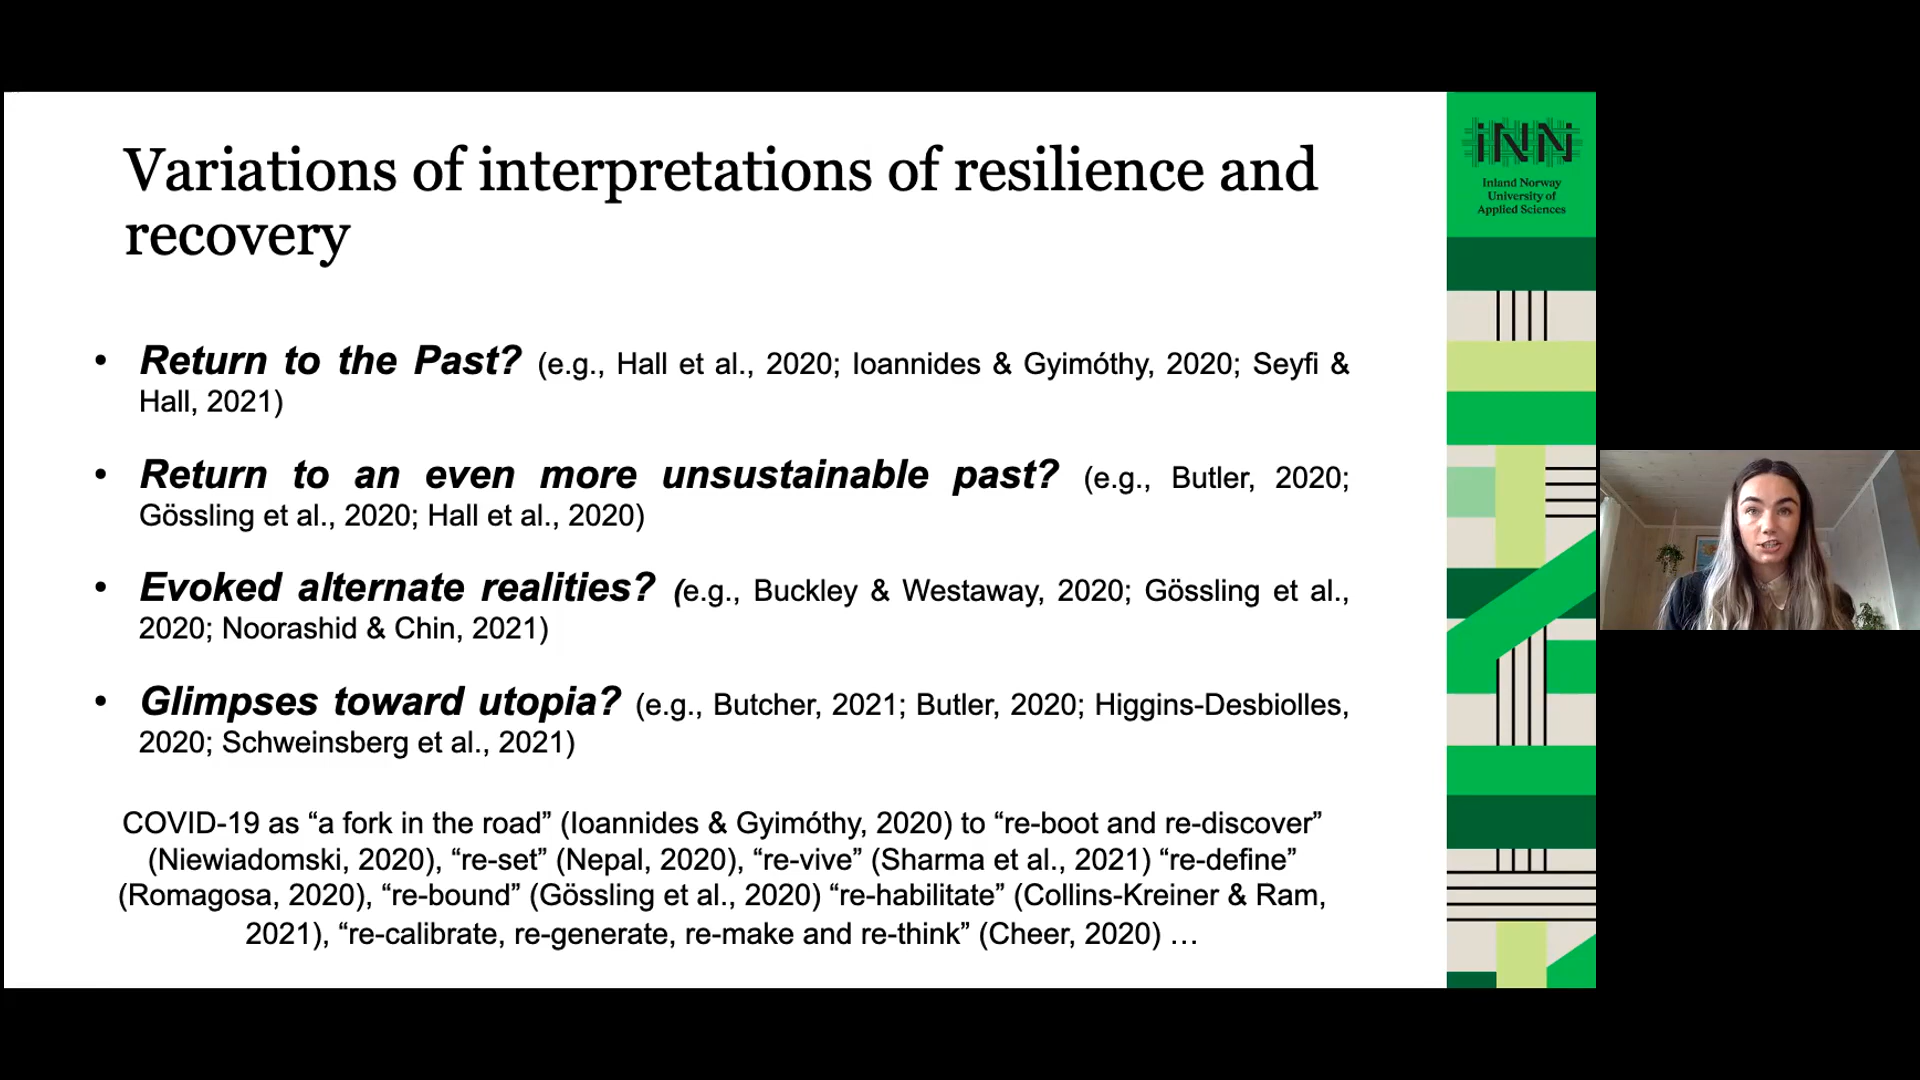 Variations of interpretations of resilience and
recovery
• Return to the Past? (e.g., Hall et al., 2020; Ioannides & Gyimóthy, 2020; Seyfi &
Hall, 2021)
• Return to an even more unsustainable past? (e.g., Butler, 2020;
Gössling et al., 2020; Hall et al., 2020)
• Evoked alternate realities? (e.g., Buckley & Westaway, 2020; Gössling et al.,
2020; Noorashid & Chin, 2021)
• Glimpses toward utopia? (e.g., Butcher, 2021; Butler, 2020; Higgins-Desbiolles,
2020; Schweinsberg et al., 2021)
COVID-19 as “a fork in the road” (Ioannides & Gyimóthy, 2020) to “re-boot and re-discover”
(Niewiadomski, 2020), “re-set” (Nepal, 2020), “re-vive” (Sharma et al., 2021) “re-define”
(Romagosa, 2020), “re-bound” (Gössling et al., 2020) “re-habilitate” (Collins-Kreiner & Ram,
2021), “re-calibrate, re-generate, re-make and re-think” (Cheer, 2020) …
iNN
Inland Norway
University of
Applied Sciences